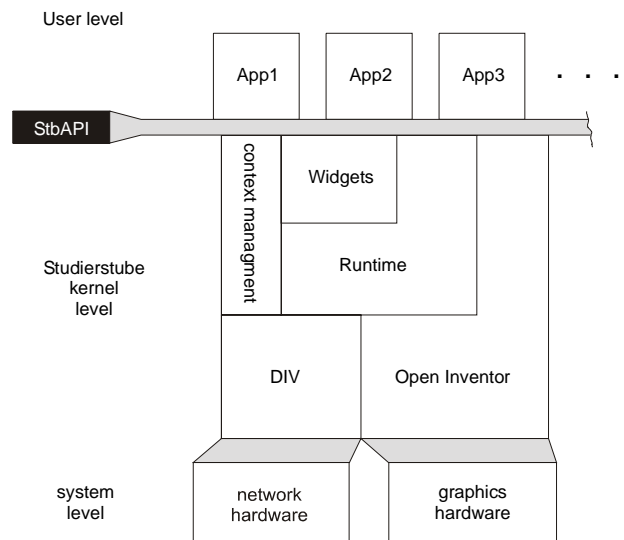 User level
App1
App2
App3
. . .
StbAPI
context managment
Widgets
Runtime
Studierstube
kernel
level
DIV
Open Inventor
system
level
network
hardware
graphics
hardware